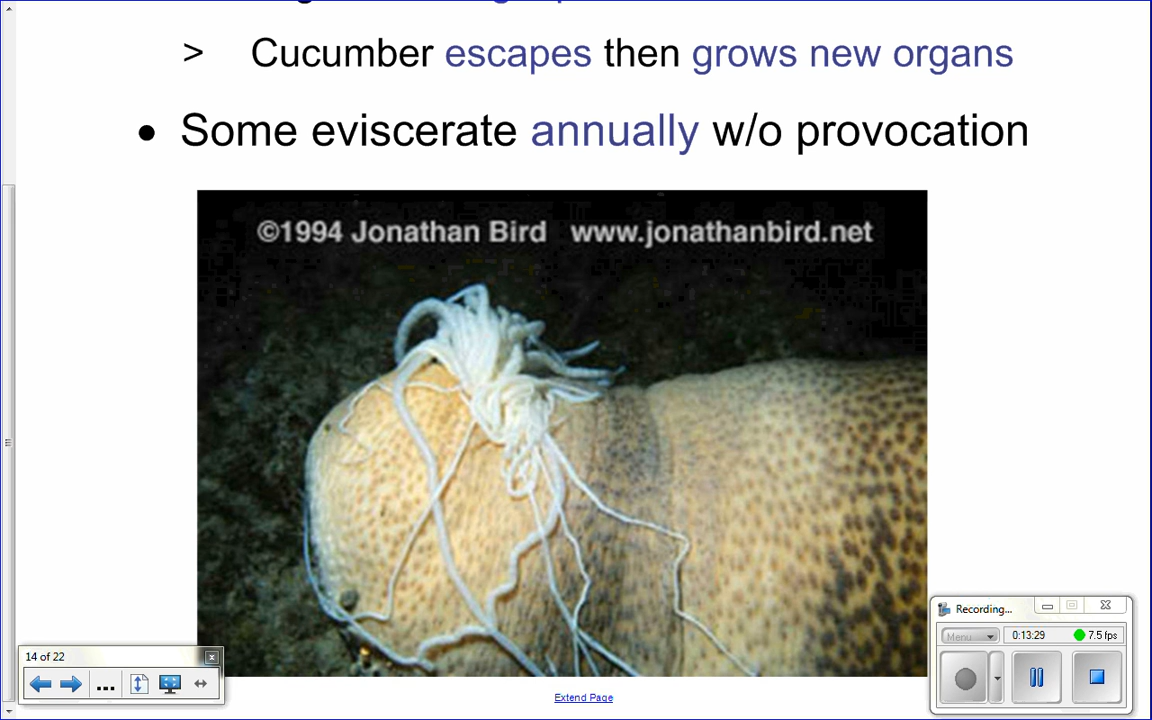 > Cucumber escapes then grows new organs
• Some eviscerate annually w/o provocation
©1994 Jonathan Bird www.jonathanbird.net
Recording...
Menu
0:13:29
7.5 fps
14 of 22
...
Extend Page